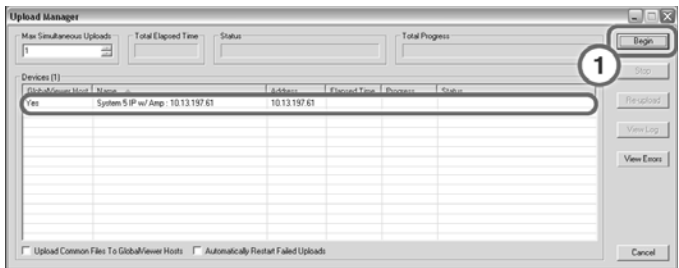 Upload Manager
Max Simultaneous Uploads
Total Elapsed Time
Status
Total Progress
1
Begin
1
Stop
Devices (1)
GlobalViewer Host Name Address Elapsed Time Progress Status
Yes System 5 IP w/ Amp : 10.13.197.61 10.13.197.61
Re-upload
View Log
View Errors
Upload Common Files To GlobalViewer Hosts Automatically Restart Failed Uploads
Cancel